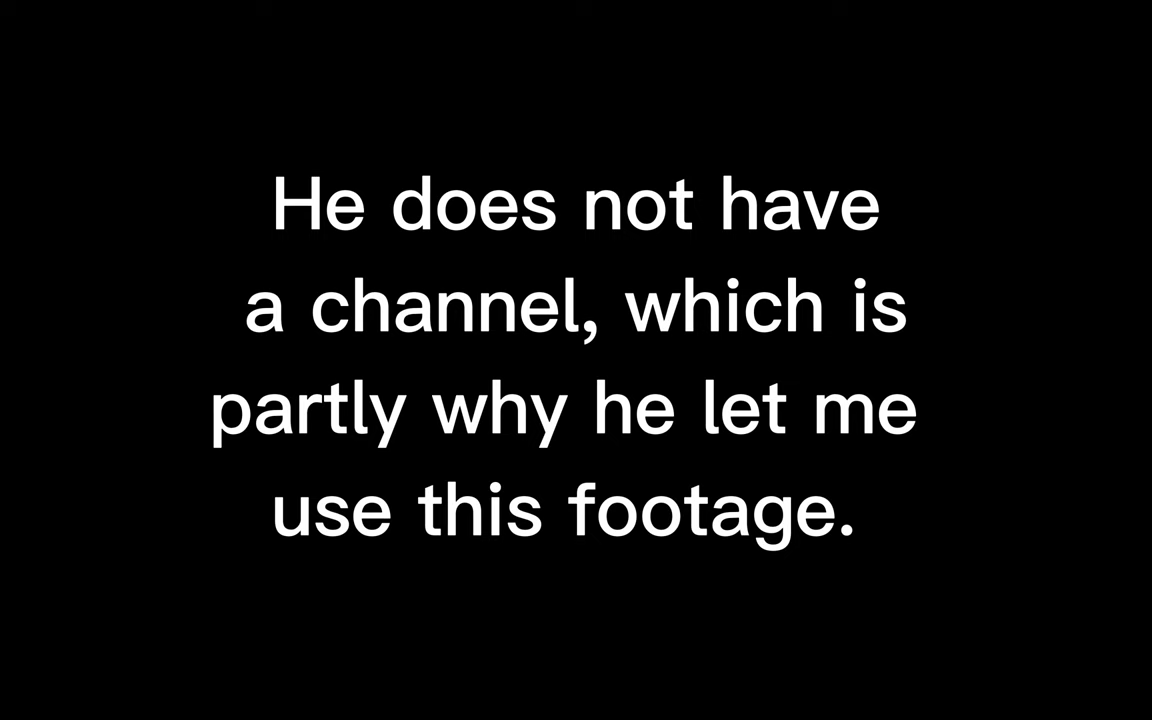 He does not have
a channel, which is
partly why he let me
use this footage.